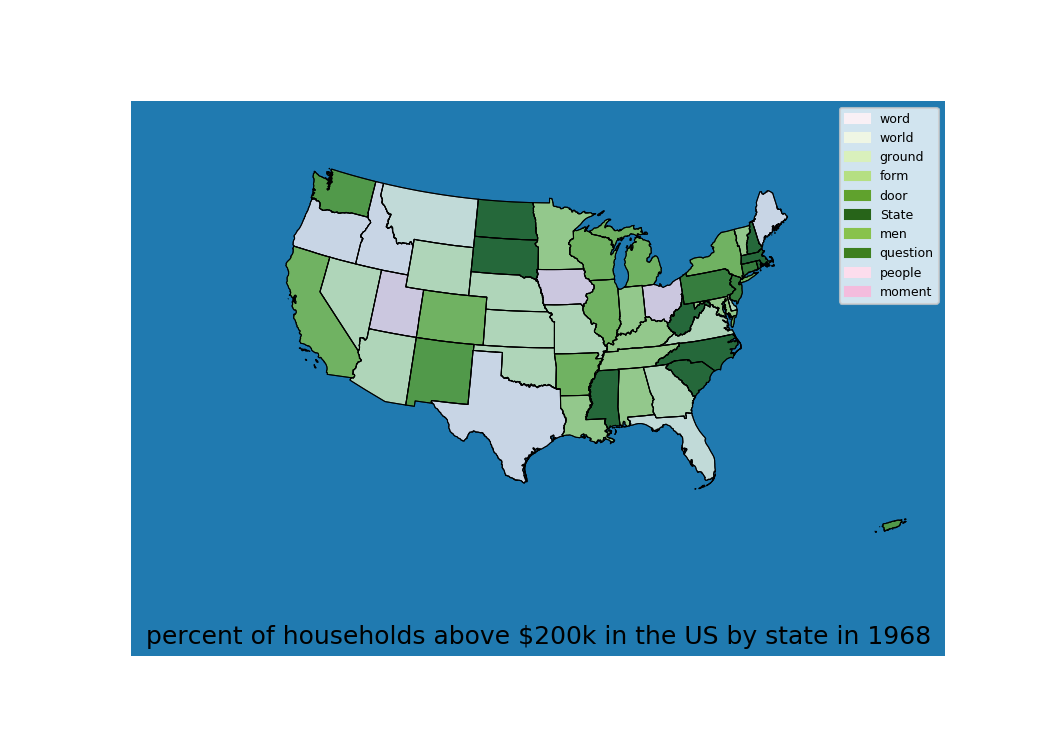 word
world
ground
form
door
State
men
question
people
moment
percent of households above $200k in the US by state in 1968